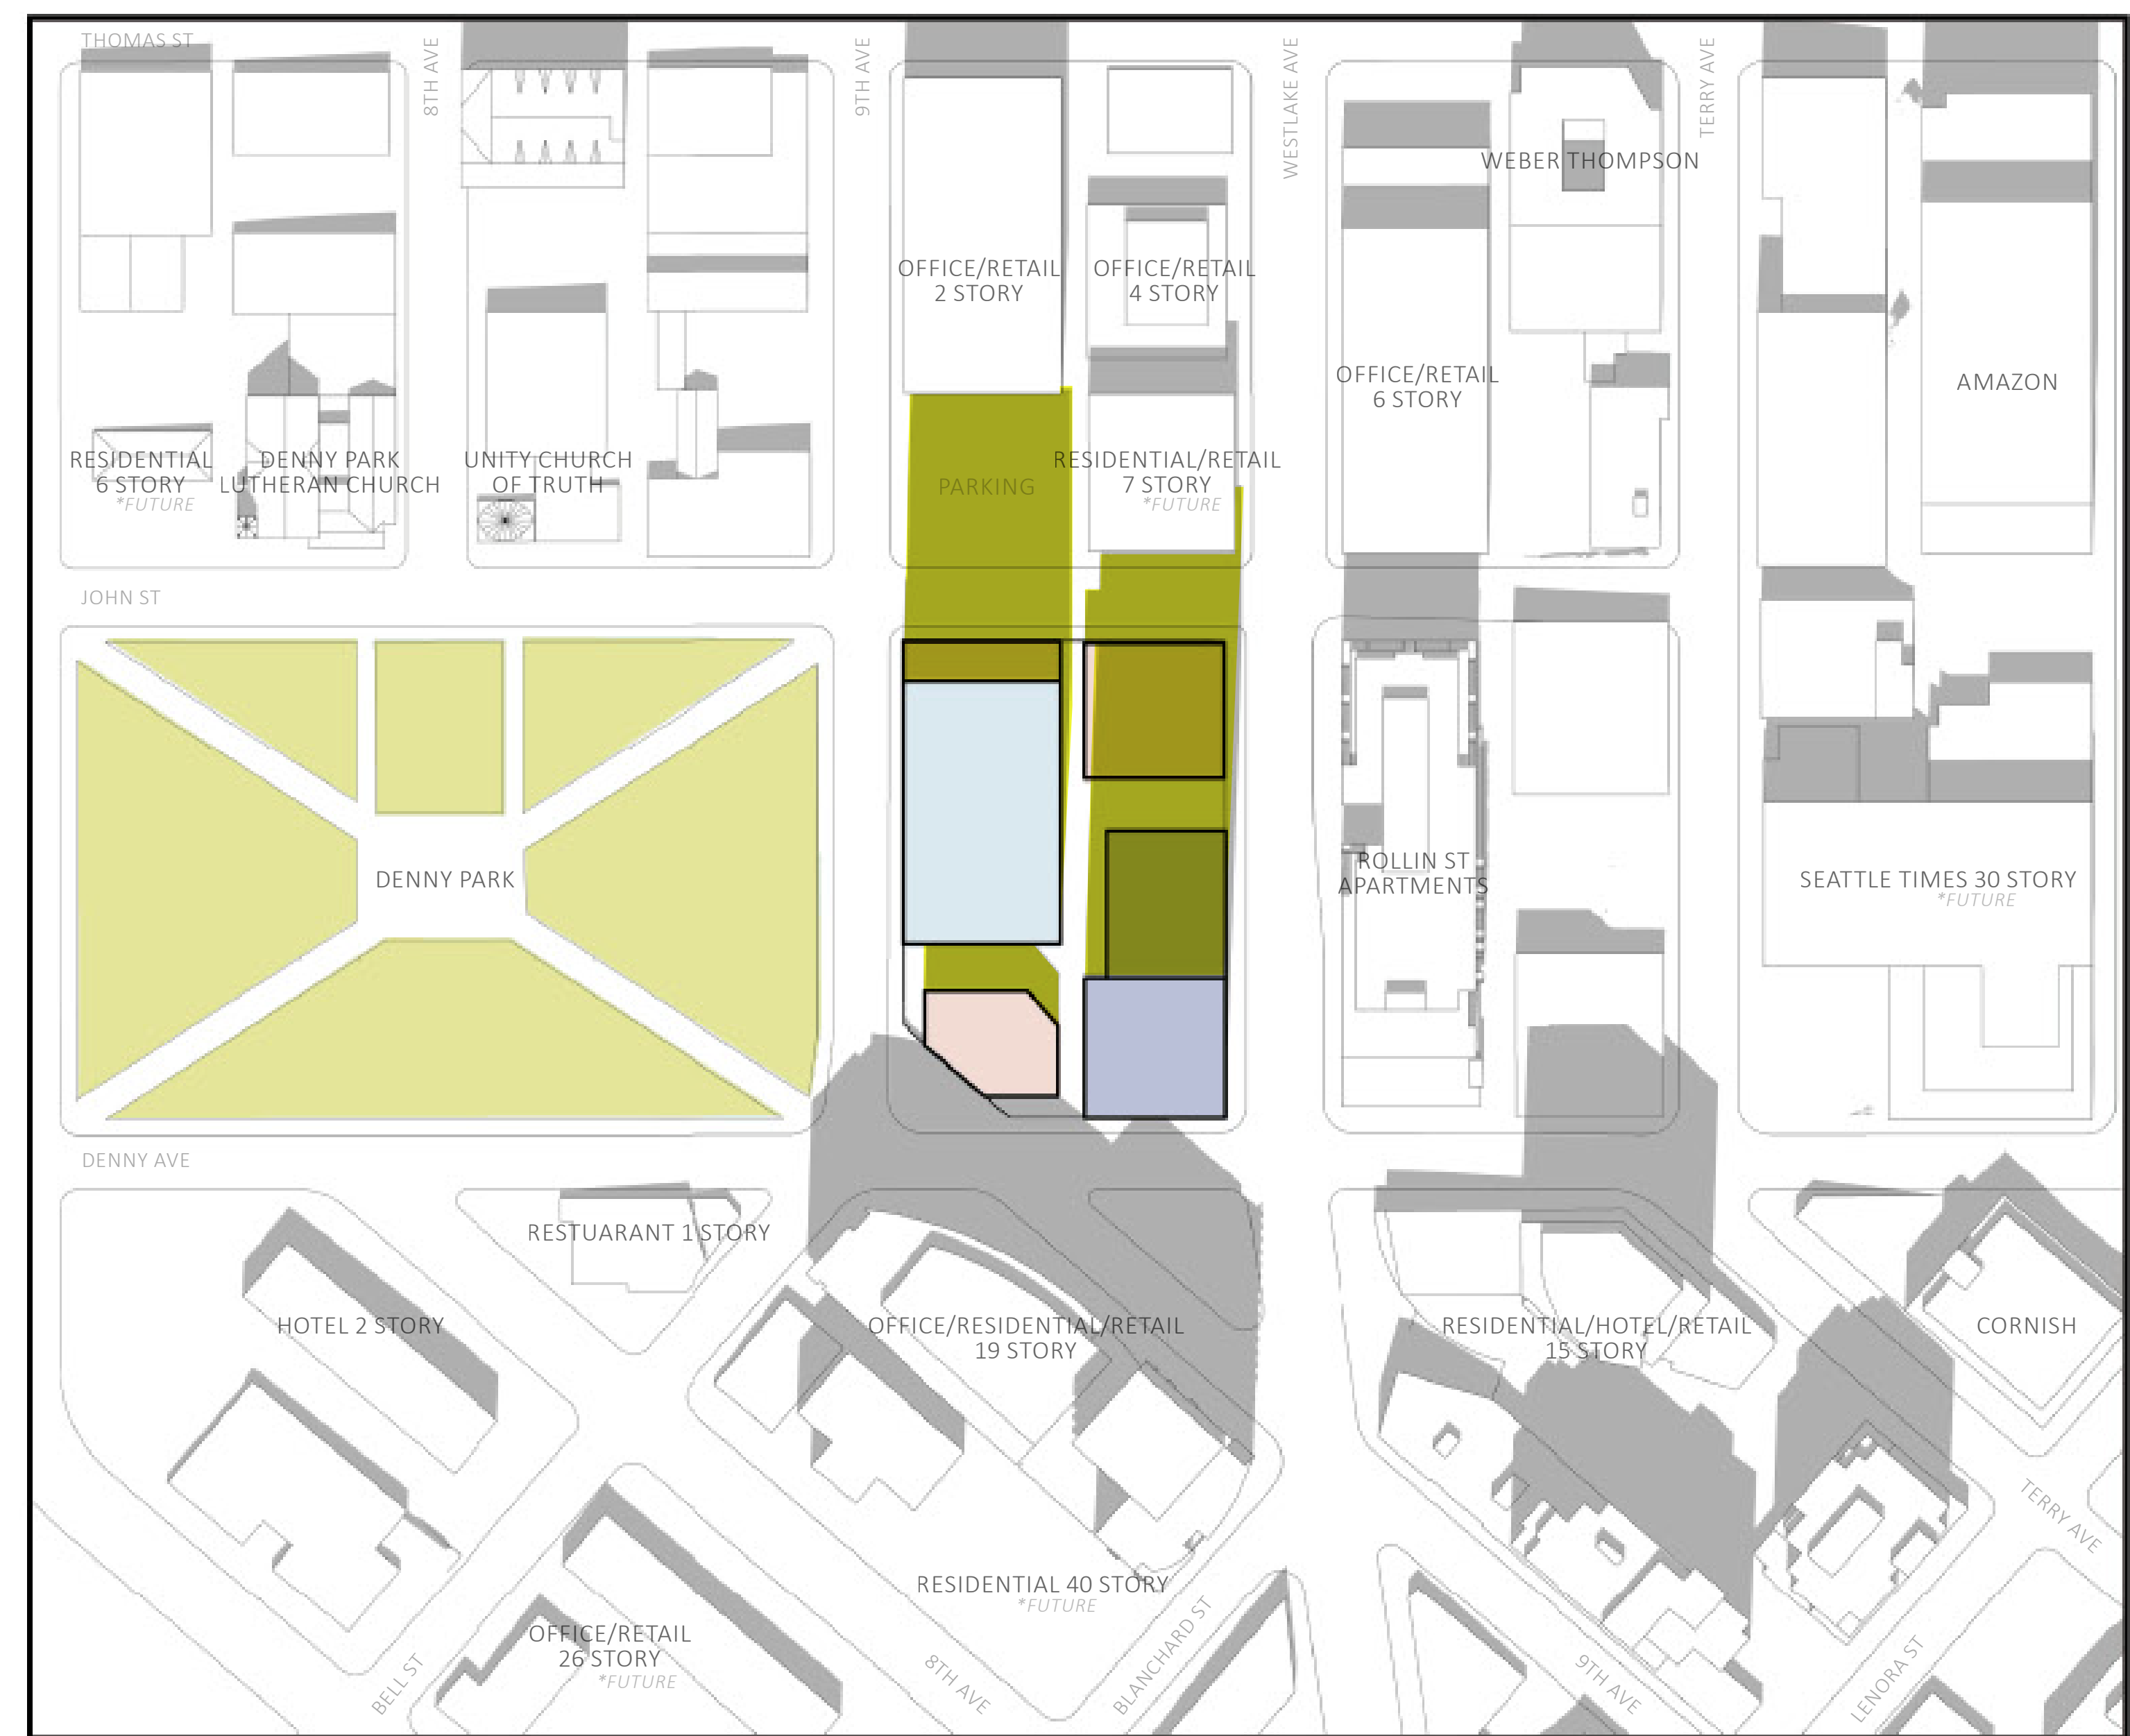 THOMAS ST
8TH AVE
9TH AVE
WESTLAKE AVE
TERRY AVE
WEBER THOMPSON
OFFICE/RETAIL
2 STORY
OFFICE/RETAIL
4 STORY
OFFICE/RETAIL
6 STORY
AMAZON
RESIDENTIAL
6 STORY
*FUTURE
DENNY PARK
LUTHERAN CHURCH
UNITY CHURCH
OF TRUTH
PARKING
RESIDENTIAL/RETAIL
7 STORY
*FUTURE
JOHN ST
DENNY PARK
ROLLIN ST
APARTMENTS
SEATTLE TIMES 30 STORY
*FUTURE
DENNY AVE
RESTUARANT 1 STORY
HOTEL 2 STORY
OFFICE/RESIDENTIAL/RETAIL
19 STORY
RESIDENTIAL/HOTEL/RETAIL
15 STORY
CORNISH
TERRY AVE
RESIDENTIAL 40 STORY
*FUTURE
OFFICE/RETAIL
26 STORY
*FUTURE
BELL ST
8TH AVE
BLANCHARD ST
9TH AVE
LENORA ST